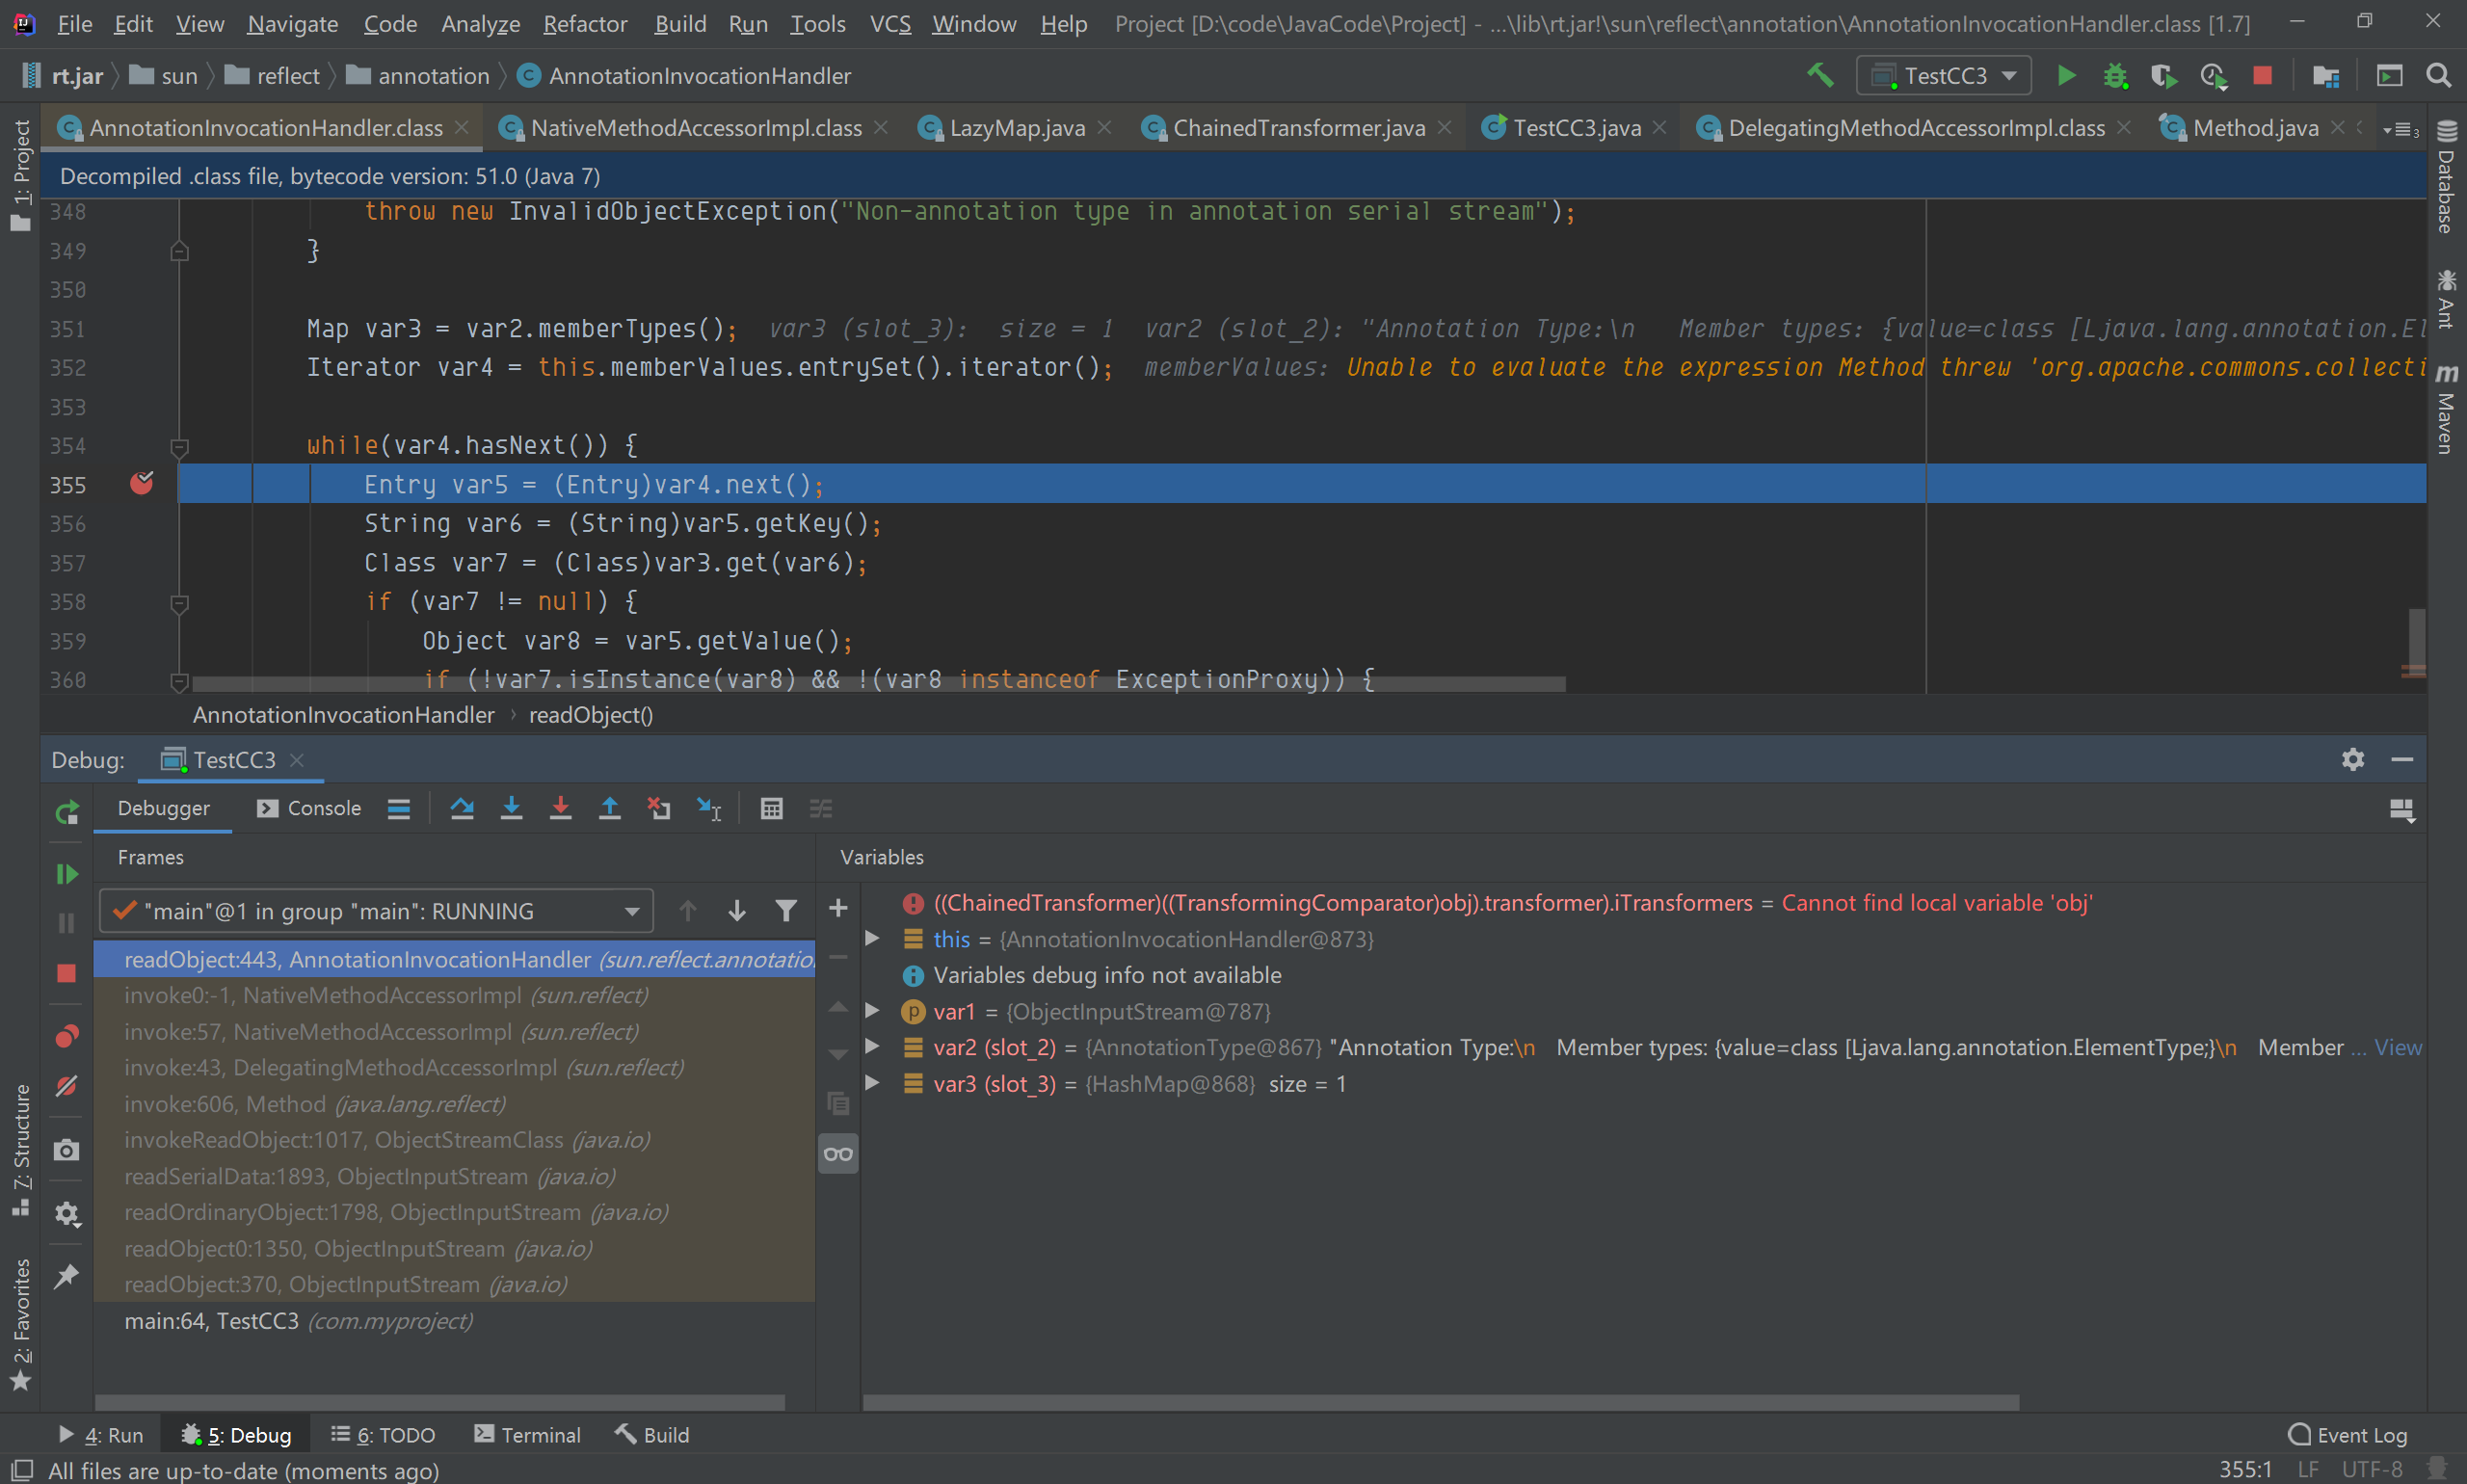 File Edit View Navigate Code Analyze Refactor Build Run Tools VCS Window Help Project [D:\code\JavaCode\Project] - ...\lib\rt.jar!\sun\reflect\annotation\AnnotationInvocationHandler.class [1.7]
rt.jar sun reflect annotation AnnotationInvocationHandler TestCC3
AnnotationInvocationHandler.class NativeMethodAccessorImpl.class LazyMap.java ChainedTransformer.java TestCC3.java DelegatingMethodAccessorImpl.class Method.java 3
Decompiled .class file, bytecode version: 51.0 (Java 7)
348 throw new InvalidObjectException("Non-annotation type in annotation serial stream");
349 }
350
351 Map var3 = var2.memberTypes(); var3 (slot_3): size = 1 var2 (slot_2): "Annotation Type:\n Member types: {value=class [Ljava.lang.annotation.El
352 Iterator var4 = this.memberValues.entrySet().iterator(); memberValues: Unable to evaluate the expression Method threw 'org.apache.commons.collecti
353
354 while(var4.hasNext()) {
355 Entry var5 = (Entry)var4.next();
356 String var6 = (String)var5.getKey();
357 Class var7 = (Class)var3.get(var6);
358 if (var7 != null) {
359 Object var8 = var5.getValue();
360 if (!var7.isInstance(var8) && !(var8 instanceof ExceptionProxy)) {
AnnotationInvocationHandler › readObject()
Debug: TestCC3
Debugger Console
Frames
"main"@1 in group "main": RUNNING
readObject:443, AnnotationInvocationHandler (sun.reflect.annotatio
invoke0:-1, NativeMethodAccessorImpl (sun.reflect)
invoke:57, NativeMethodAccessorImpl (sun.reflect)
invoke:43, DelegatingMethodAccessorImpl (sun.reflect)
invoke:606, Method (java.lang.reflect)
invokeReadObject:1017, ObjectStreamClass (java.io)
readSerialData:1893, ObjectInputStream (java.io)
readOrdinaryObject:1798, ObjectInputStream (java.io)
readObject0:1350, ObjectInputStream (java.io)
readObject:370, ObjectInputStream (java.io)
main:64, TestCC3 (com.myproject)
Variables
((ChainedTransformer)((TransformingComparator)obj).transformer).iTransformers = Cannot find local variable 'obj'
this = {AnnotationInvocationHandler@873}
Variables debug info not available
var1 = {ObjectInputStream@787}
var2 (slot_2) = {AnnotationType@867} "Annotation Type:\n Member types: {value=class [Ljava.lang.annotation.ElementType;}\n Member ... View
var3 (slot_3) = {HashMap@868} size = 1
1: Project
7: Structure
2: Favorites
Database
Ant
Maven
4: Run 5: Debug 6: TODO Terminal Build Event Log
All files are up-to-date (moments ago) 355:1 LF UTF-8